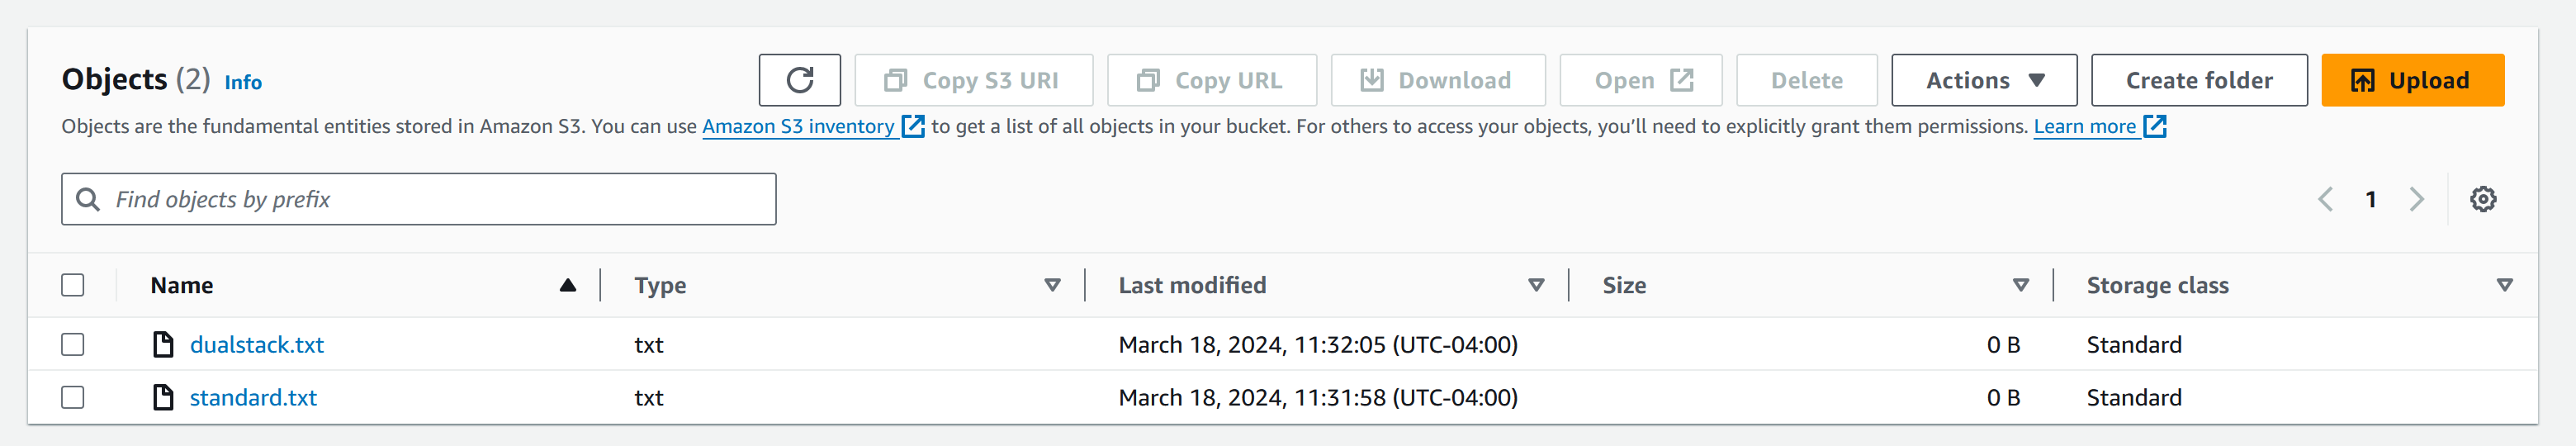 Objects (2) Info
Copy S3 URI Copy URL Download Open Delete Actions Create folder Upload
Objects are the fundamental entities stored in Amazon S3. You can use Amazon S3 inventory to get a list of all objects in your bucket. For others to access your objects, you’ll need to explicitly grant them permissions. Learn more
Find objects by prefix
1
Name Type Last modified Size Storage class
dualstack.txt txt March 18, 2024, 11:32:05 (UTC-04:00) 0 B Standard
standard.txt txt March 18, 2024, 11:31:58 (UTC-04:00) 0 B Standard